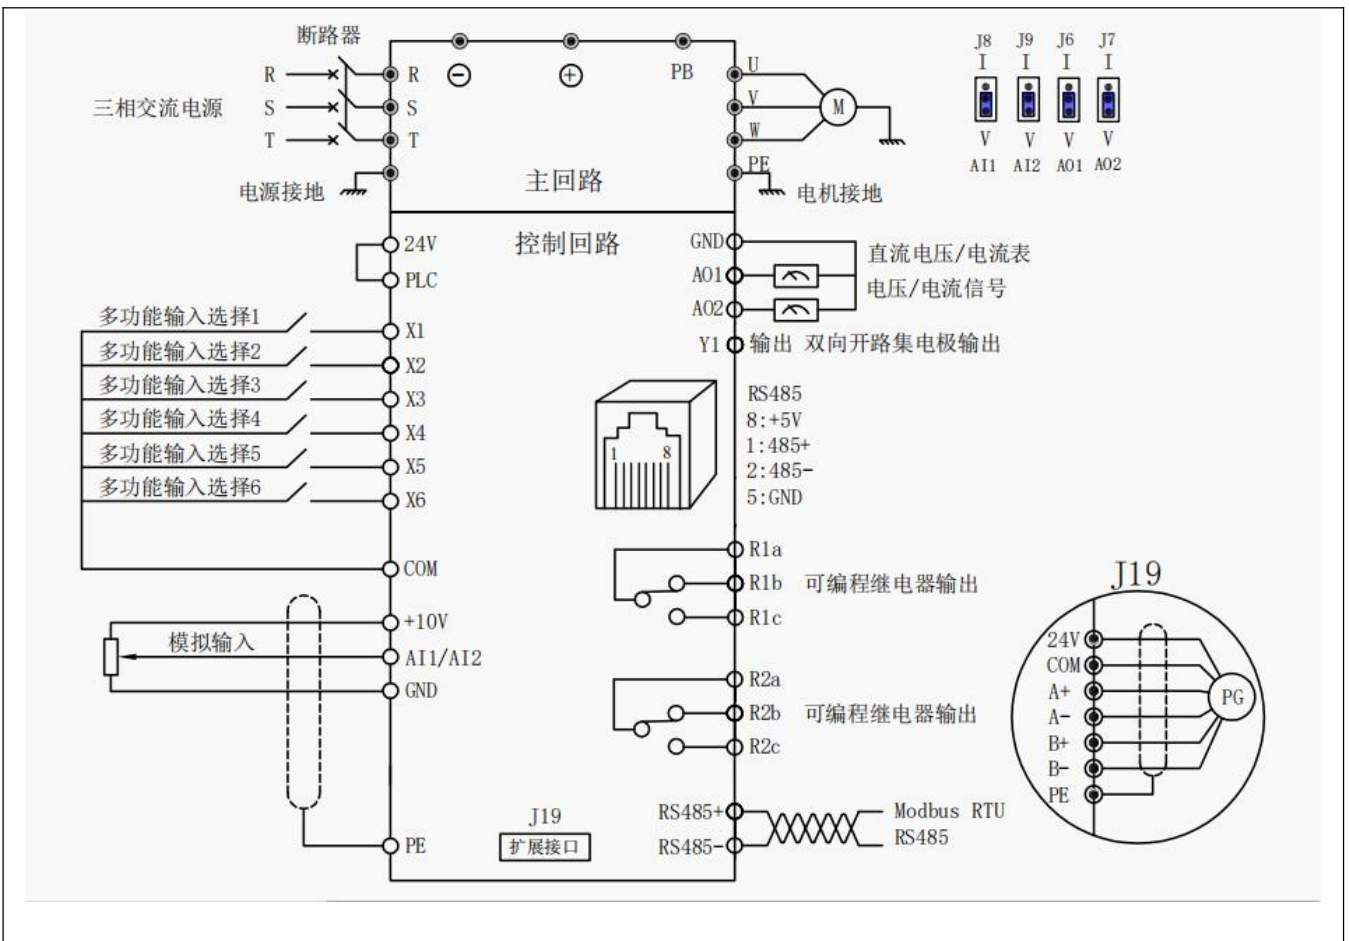 断路器
R
R
三相交流电源
S
S
T
T
电源接地
PB
主回路
U
V
W
PE
M
电机接地
J8 J9 J6 J7
I I I I
V V V V
AI1 AI2 AO1 AO2
控制回路
24V
PLC
多功能输入选择1
X1
多功能输入选择2
X2
多功能输入选择3
X3
多功能输入选择4
X4
多功能输入选择5
X5
多功能输入选择6
X6
COM
+10V
模拟输入
AI1/AI2
GND
PE
GND
AO1
AO2
直流电压/电流表
电压/电流信号
Y1
输出 双向开路集电极输出
1 8
RS485
8:+5V
1:485+
2:485-
5:GND
R1a
R1b
可编程继电器输出
R1c
R2a
R2b
可编程继电器输出
R2c
J19
扩展接口
RS485+
RS485-
Modbus RTU
RS485
J19
24V
COM
A+
A-
B+
B-
PE
PG